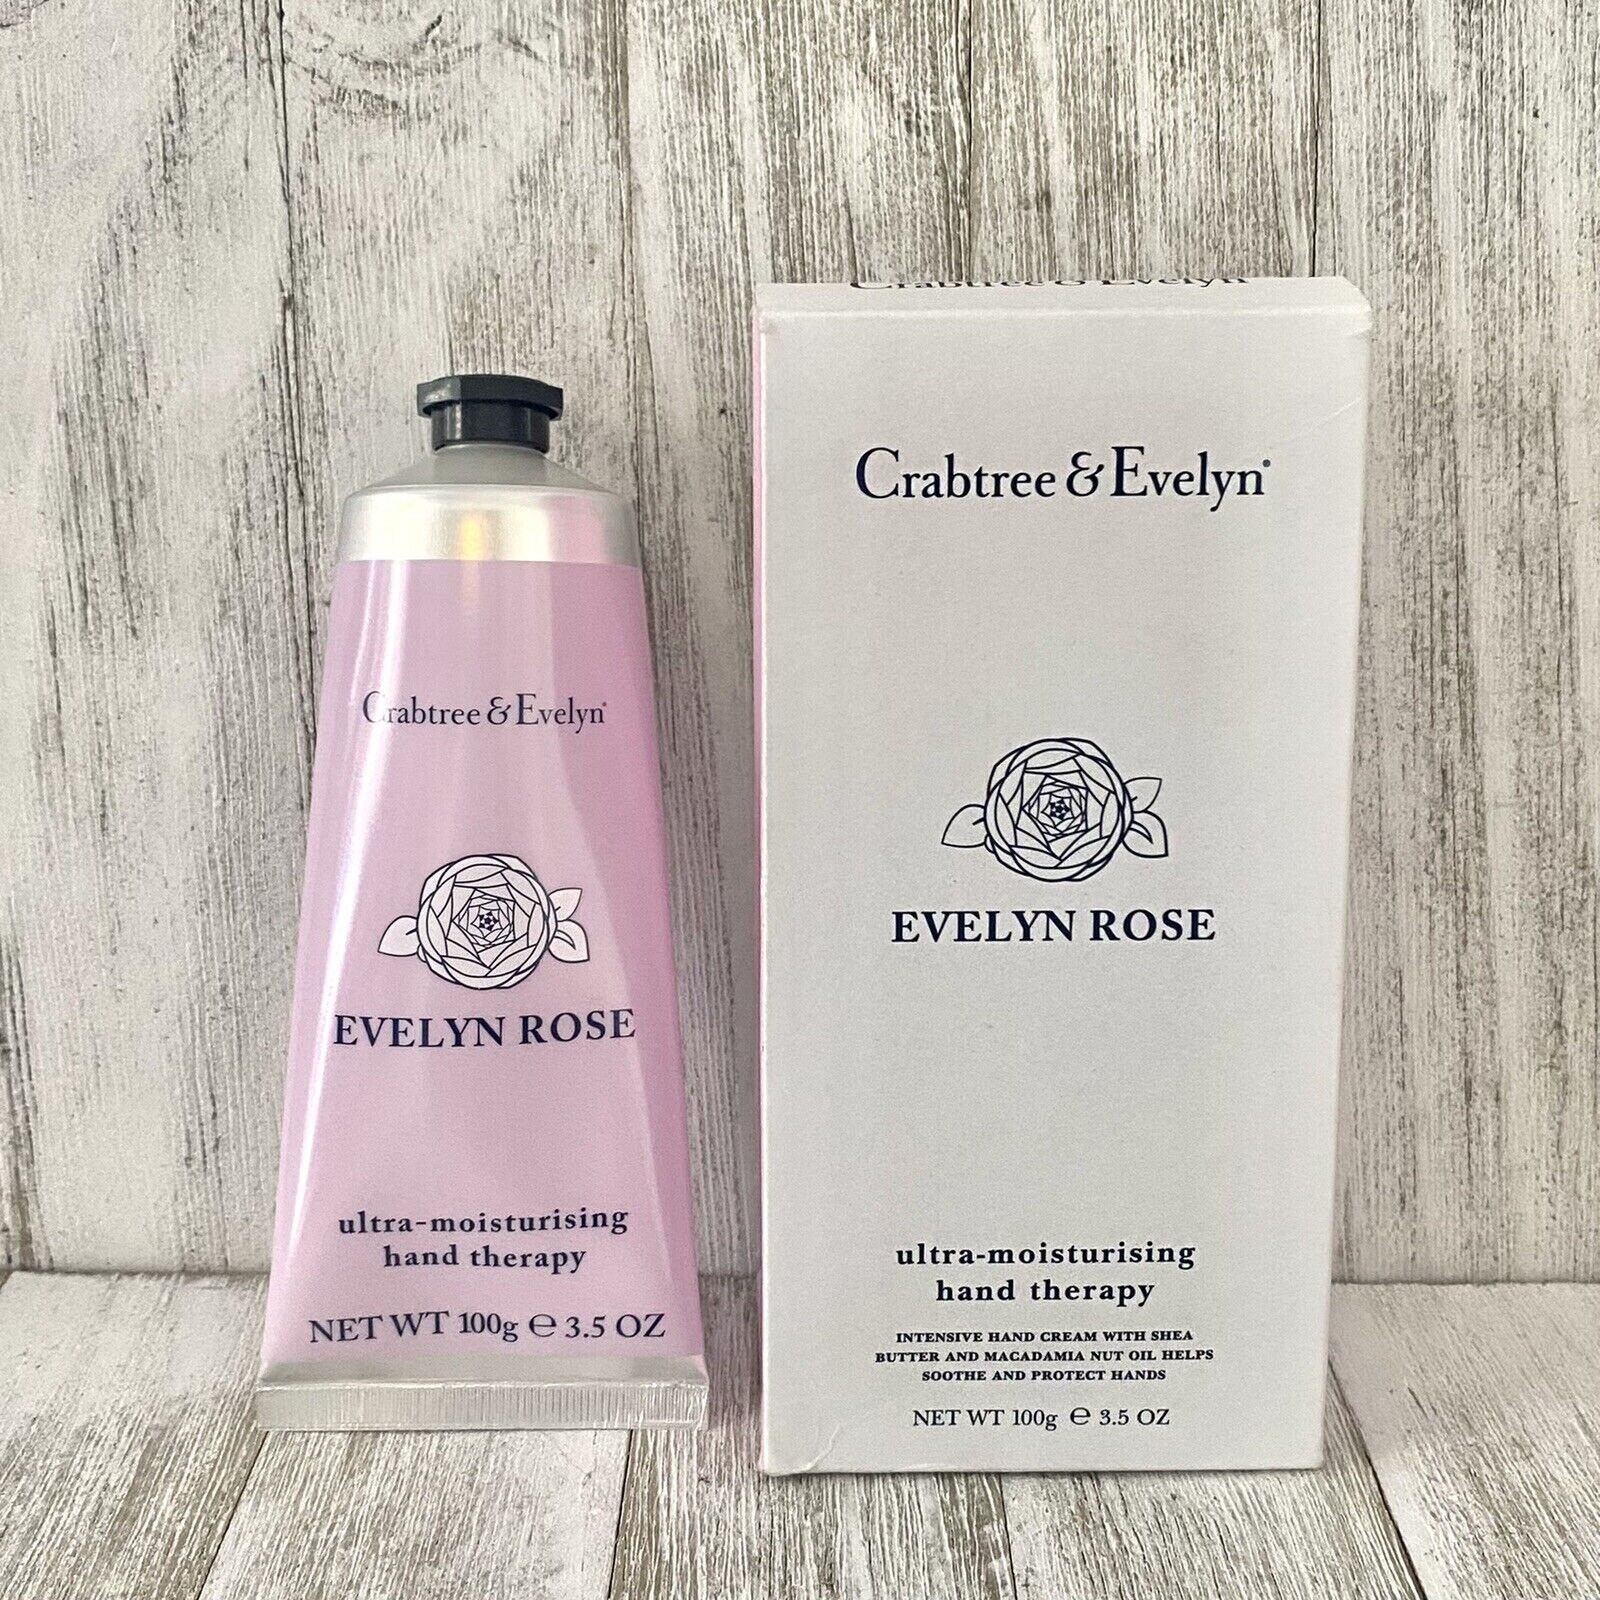 Crabtree & Evelyn®
EVELYN ROSE
ultra-moisturising
hand therapy
NET WT 100g ℮ 3.5 OZ
Crabtree & Evelyn
Crabtree & Evelyn®
EVELYN ROSE
ultra-moisturising
hand therapy
INTENSIVE HAND CREAM WITH SHEA
BUTTER AND MACADAMIA NUT OIL HELPS
SOOTHE AND PROTECT HANDS
NET WT 100g ℮ 3.5 OZ